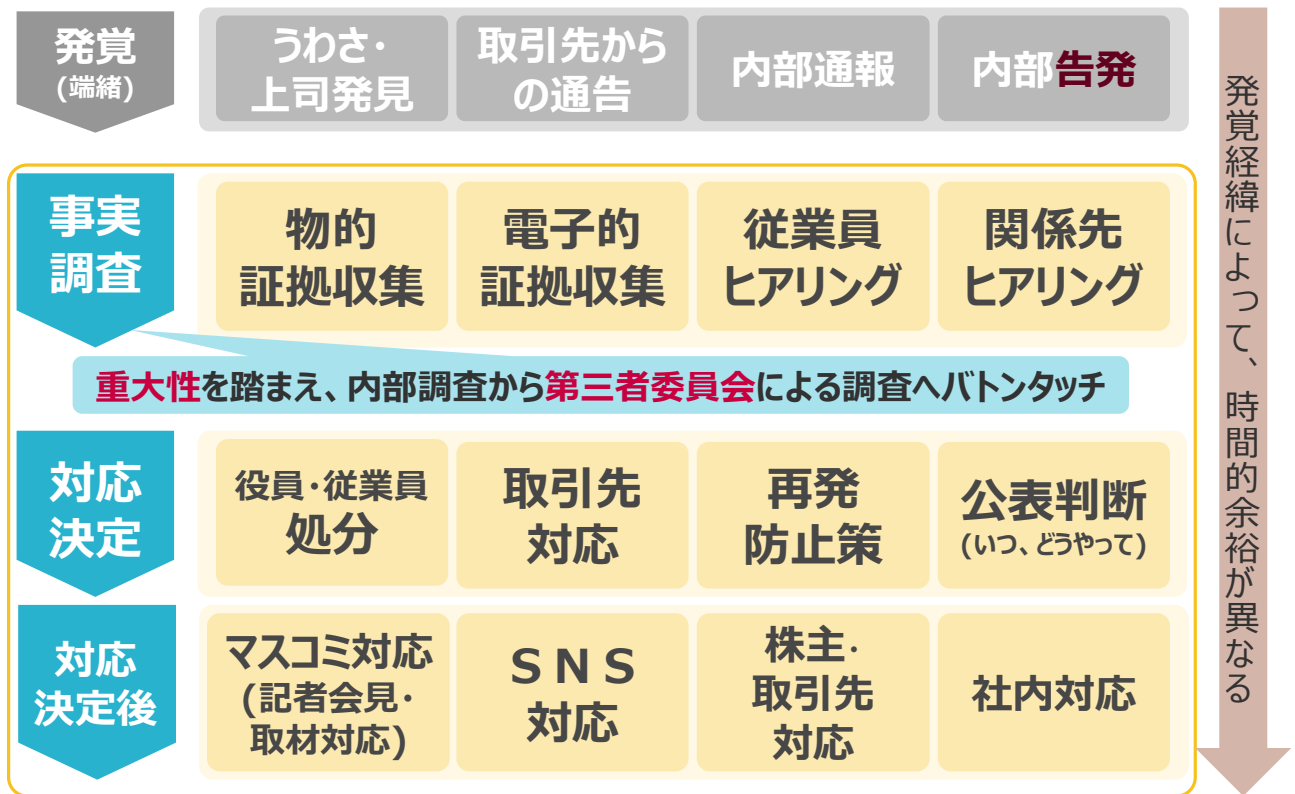 発覚
(端緒)
うわさ・
上司発見
取引先から
の通告
内部通報
内部告発
事実
調査
物的
証拠収集
電子的
証拠収集
従業員
ヒアリング
関係先
ヒアリング
重大性を踏まえ、内部調査から第三者委員会による調査へバトンタッチ
対応
決定
役員・従業員
処分
取引先
対応
再発
防止策
公表判断
(いつ、どうやって)
対応
決定後
マスコミ対応
(記者会見・
取材対応)
ＳＮＳ
対応
株主・
取引先
対応
社内対応
発覚経緯によって、時間的余裕が異なる